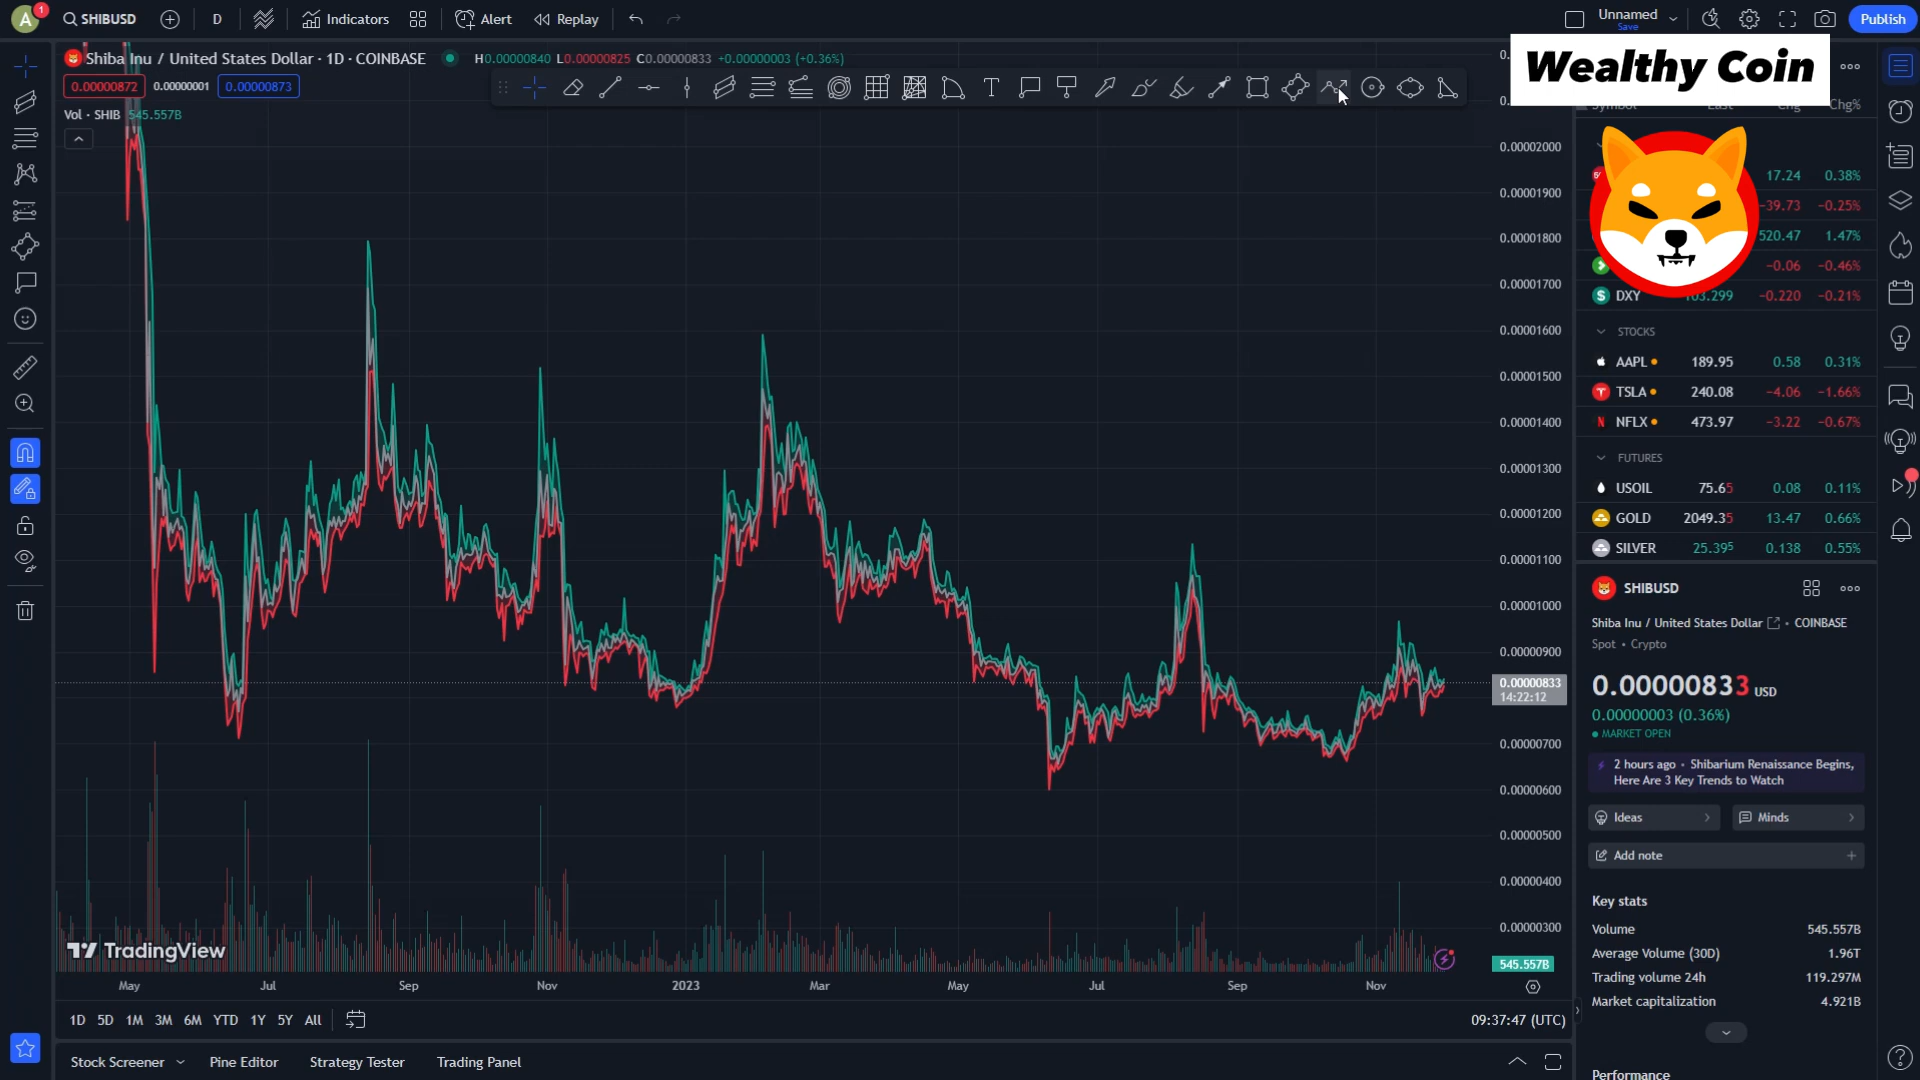 A 1 SHIBUSD D Indicators Alert Replay Unnamed Save Publish
Shiba Inu / United States Dollar · 1D · COINBASE H0.00000840 L0.00000825 C0.00000833 +0.00000003 (+0.36%)
Wealthy Coin
0.00000872 0.00000001 0.00000873
Vol · SHIB 545.557B
Chg%
0.00002000
0.00001900
0.00001800
0.00001700
0.00001600
0.00001500
0.00001400
0.00001300
0.00001200
0.00001100
0.00001000
0.00000900
0.00000833
14:22:12
0.00000700
0.00000600
0.00000500
0.00000400
0.00000300
545.557B
TradingView
May Jul Sep Nov 2023 Mar May Jul Sep Nov
1D 5D 1M 3M 6M YTD 1Y 5Y All
09:37:47 (UTC)
Stock Screener Pine Editor Strategy Tester Trading Panel
17.24 0.38%
-39.73 -0.25%
520.47 1.47%
-0.06 -0.46%
DXY 103.299 -0.220 -0.21%
STOCKS
AAPL 189.95 0.58 0.31%
TSLA 240.08 -4.06 -1.66%
NFLX 473.97 -3.22 -0.67%
FUTURES
USOIL 75.65 0.08 0.11%
GOLD 2049.35 13.47 0.66%
SILVER 25.395 0.138 0.55%
SHIBUSD
Shiba Inu / United States Dollar · COINBASE
Spot · Crypto
0.00000833 USD
0.00000003 (0.36%)
MARKET OPEN
2 hours ago · Shibarium Renaissance Begins,
Here Are 3 Key Trends to Watch
Ideas Minds
Add note
Key stats
Volume 545.557B
Average Volume (30D) 1.96T
Trading volume 24h 119.297M
Market capitalization 4.921B
Performance